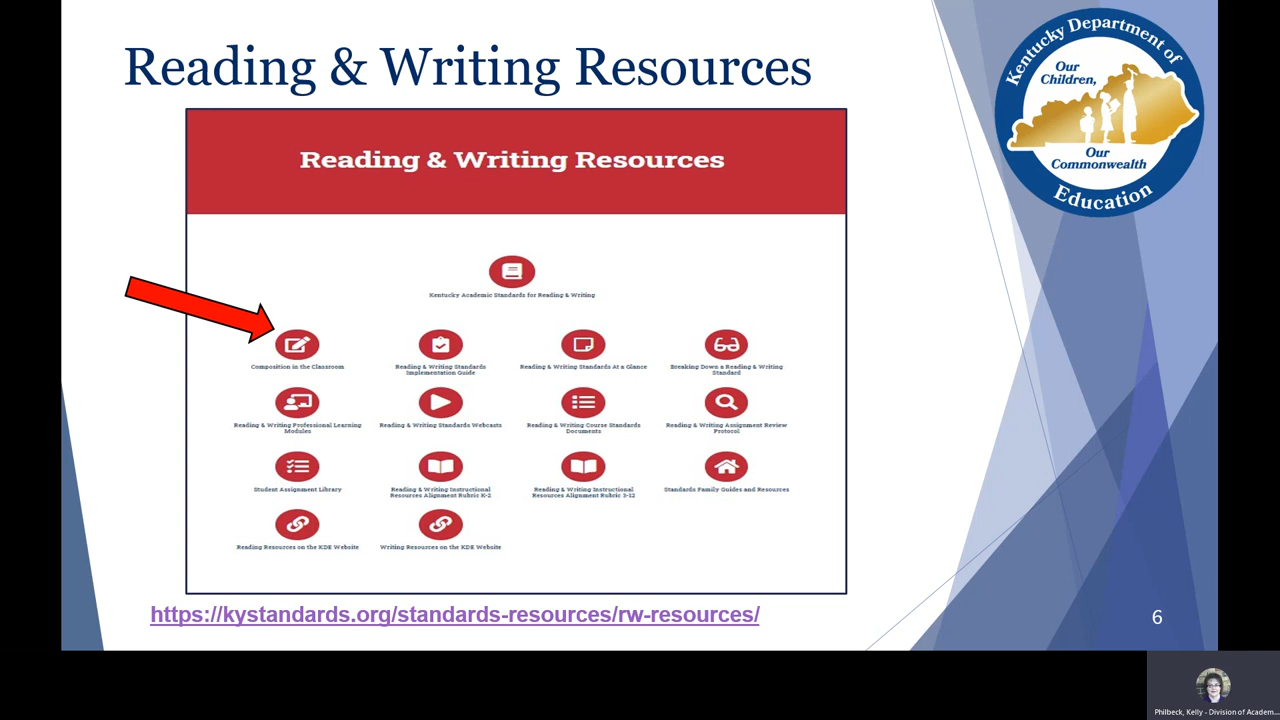 Reading & Writing Resources
Kentucky Department of
Our
Children,
Our
Commonwealth
Education
Reading & Writing Resources
Kentucky Academic Standards for Reading & Writing
Composition in the Classroom
Reading & Writing Standards
Implementation Guide
Reading & Writing Standards At a Glance
Breaking Down a Reading & Writing
Standard
Reading & Writing Professional Learning
Modules
Reading & Writing Standards Webcasts
Reading & Writing Course Standards
Documents
Reading & Writing Assignment Review
Protocol
Student Assignment Library
Reading & Writing Instructional
Resources Alignment Rubric K-2
Reading & Writing Instructional
Resources Alignment Rubric 3-12
Standards Family Guides and Resources
Reading Resources on the KDE Website
Writing Resources on the KDE Website
https://kystandards.org/standards-resources/rw-resources/
6
Philbeck, Kelly - Division of Academ...